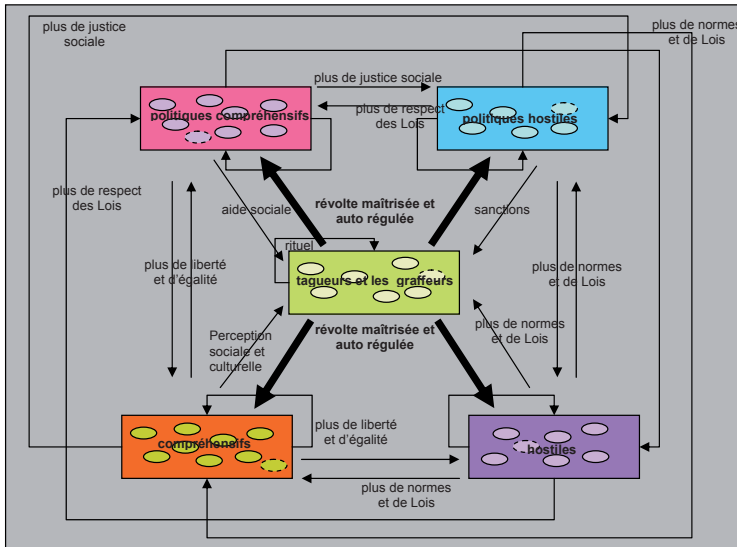 plus de justice
sociale
plus de normes
et de Lois
plus de justice sociale
politiques compréhensifs
plus de respect
des Lois
politiques hostiles
plus de respect
des Lois
aide sociale
révolte maîtrisée et
auto régulée
sanctions
rituel
plus de liberté
et d'égalité
tagueurs et les graffeurs
plus de normes
et de Lois
Perception
sociale et
culturelle
révolte maîtrisée et
auto régulée
plus de normes
et de Lois
compréhensifs
plus de liberté
et d'égalité
hostiles
plus de normes
et de Lois